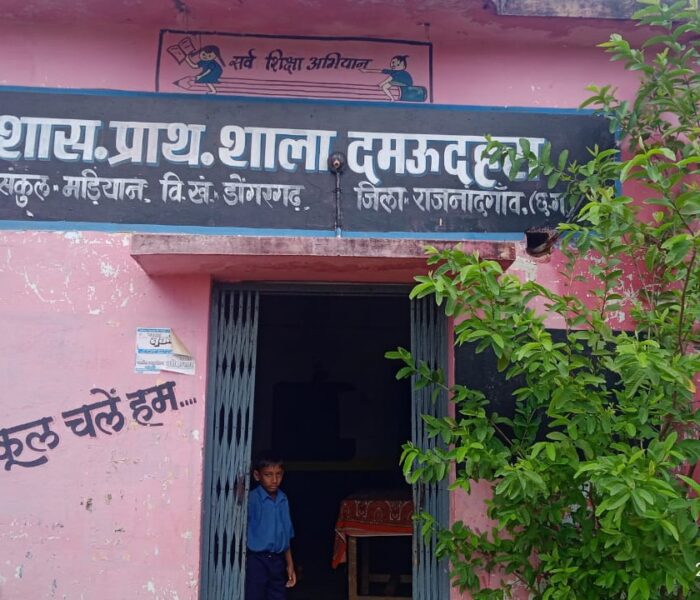 सर्व शिक्षा अभियान
शास. प्राथ. शाला दमऊदहरा
संकुल- मड़ियान. वि.खं.- डोंगरगढ़ जिला- राजनांदगाँव. (छ.ग.
कूल चलें हम....